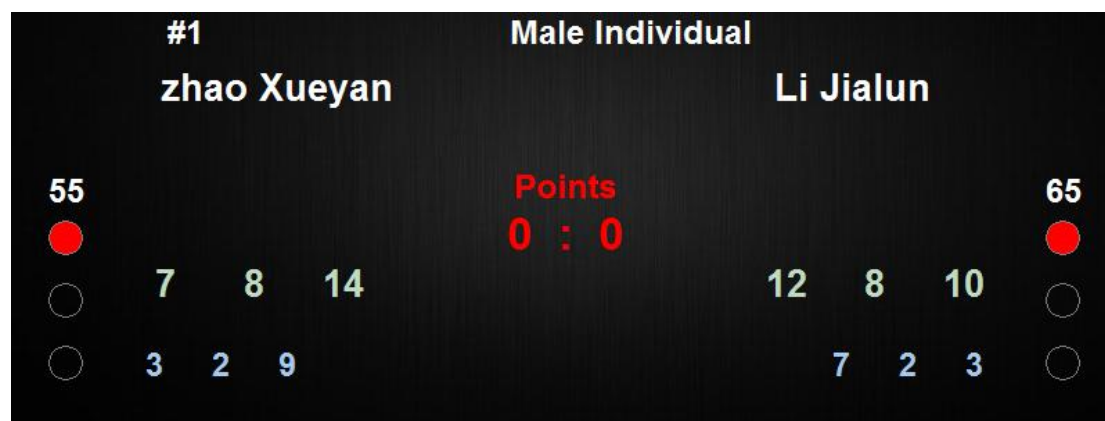 #1 Male Individual
zhao Xueyan Li Jialun
55 Points 65
0 : 0
7 8 14 12 8 10
3 2 9 7 2 3